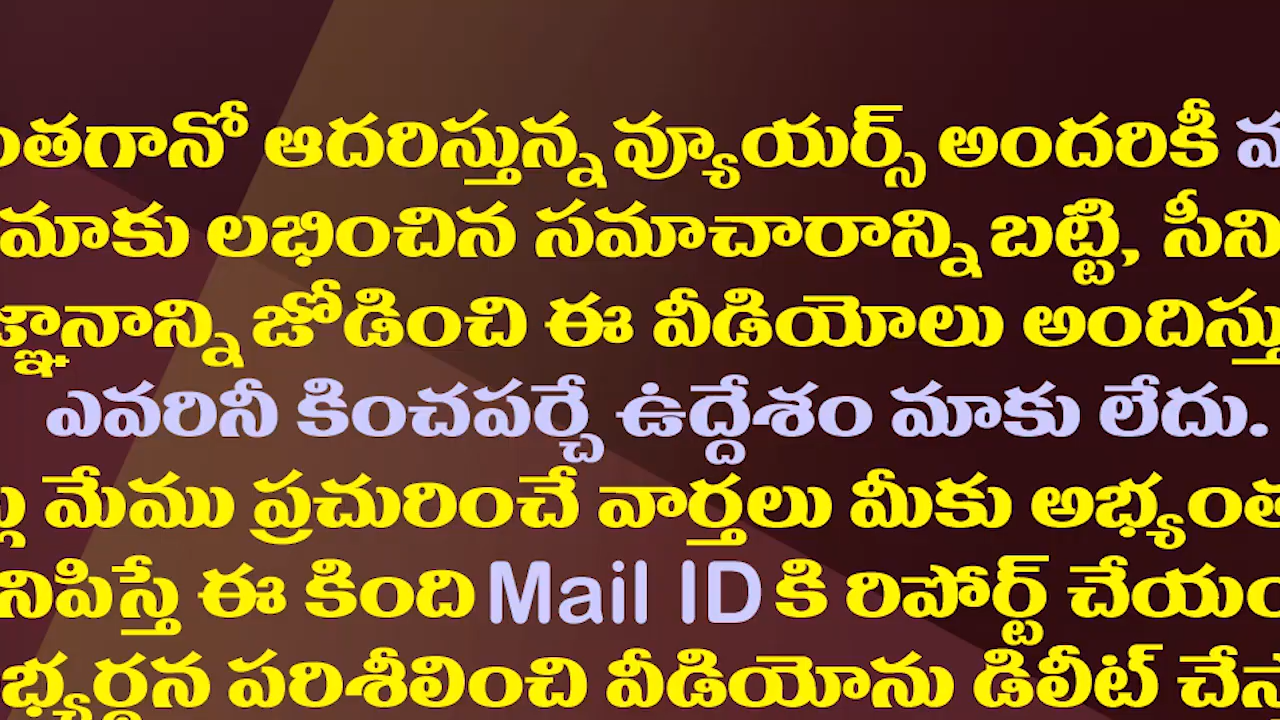 ఆదరిస్తున్న వ్యూయర్స్ అందరికీ
మాకు లభించిన సమాచారాన్ని బట్టి,
జోడించి ఈ వీడియోలు
ఎవరినీ కించపర్చే ఉద్దేశం మాకు లేదు.
మేము ప్రచురించే వార్తలు మీకు
ఈ కింది Mail ID కి రిపోర్ట్
పరిశీలించి వీడియోను డిలీట్